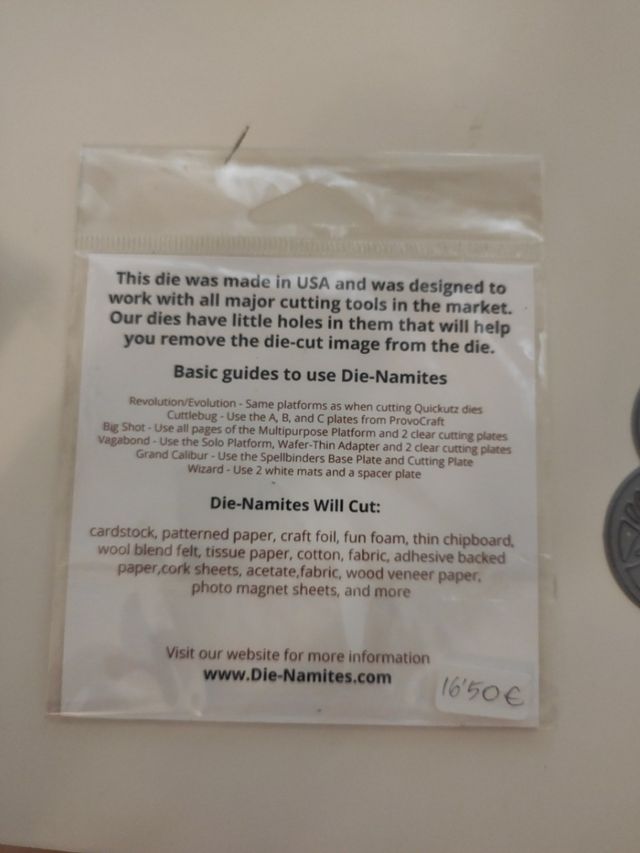 This die was made in USA and was designed to
work with all major cutting tools in the market.
Our dies have little holes in them that will help
you remove the die-cut image from the die.
Basic guides to use Die-Namites
Revolution/Evolution - Same platforms as when cutting Quickutz dies
Cuttlebug - Use the A, B, and C plates from ProvoCraft
Big Shot - Use all pages of the Multipurpose Platform and 2 clear cutting plates
Vagabond - Use the Solo Platform, Wafer-Thin Adapter and 2 clear cutting plates
Grand Calibur - Use the Spellbinders Base Plate and Cutting Plate
Wizard - Use 2 white mats and a spacer plate
Die-Namites Will Cut:
cardstock, patterned paper, craft foil, fun foam, thin chipboard,
wool blend felt, tissue paper, cotton, fabric, adhesive backed
paper,cork sheets, acetate,fabric, wood veneer paper,
photo magnet sheets, and more
Visit our website for more information
www.Die-Namites.com
16'50€